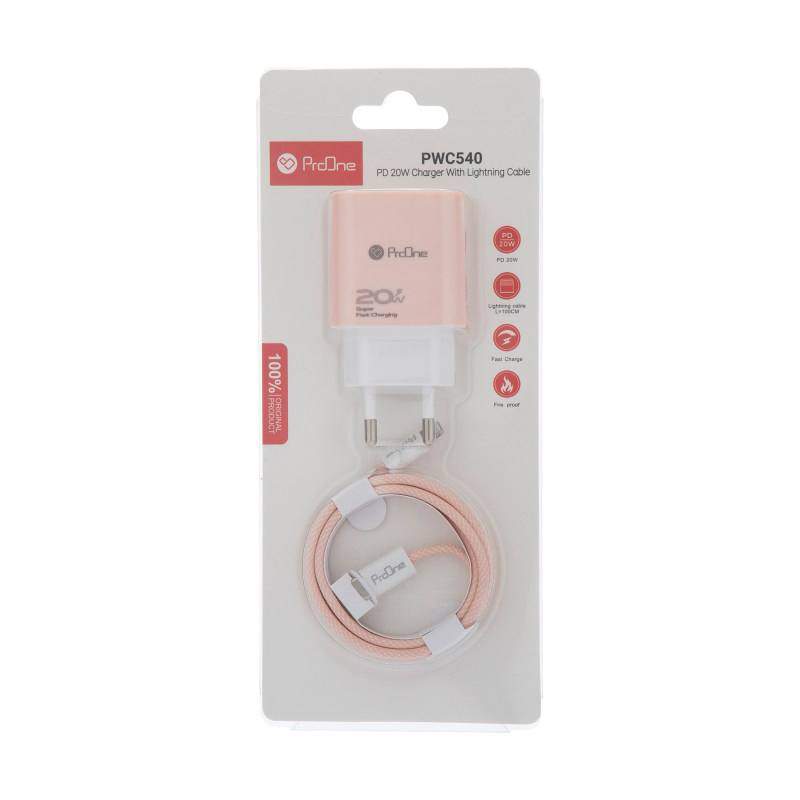 ProOne
PWC540
PD 20W Charger With Lightning Cable
ProOne
20W
Super
Fast Charging
PD
20W
PD 20W
Lightning cable
L=100CM
Fast Charge
Fire proof
100% ORIGINAL
PRODUCT
ProOne